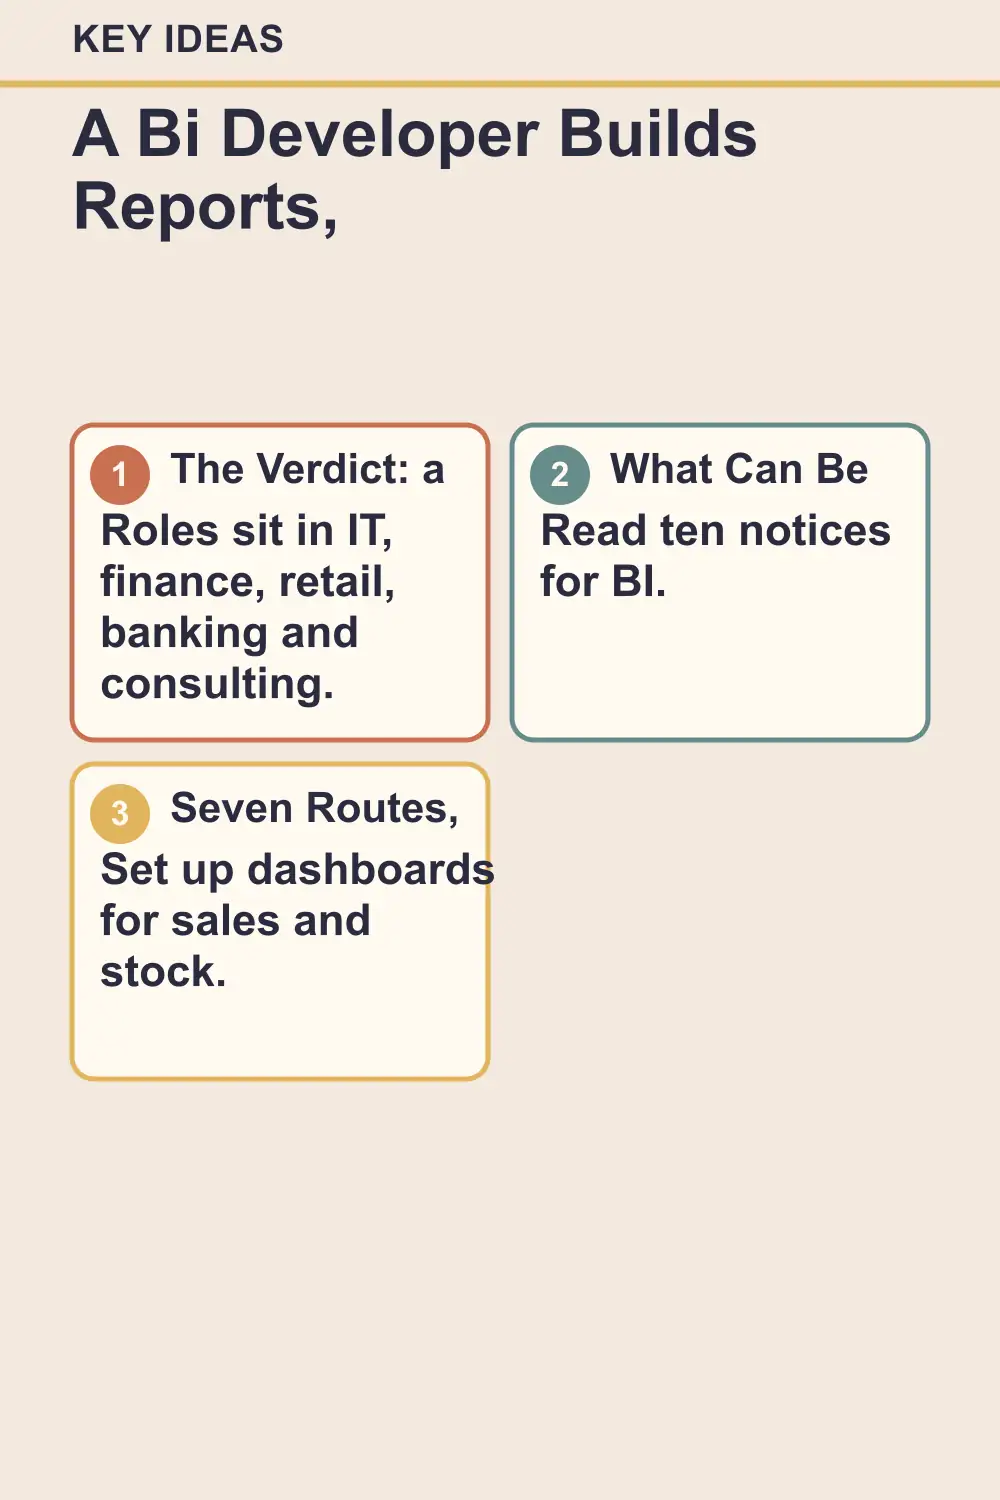 KEY IDEAS
A Bi Developer Builds
Reports,
1
The Verdict: a
Roles sit in IT,
finance, retail,
banking and
consulting.
2
What Can Be
Read ten notices
for BI.
3
Seven Routes,
Set up dashboards
for sales and
stock.